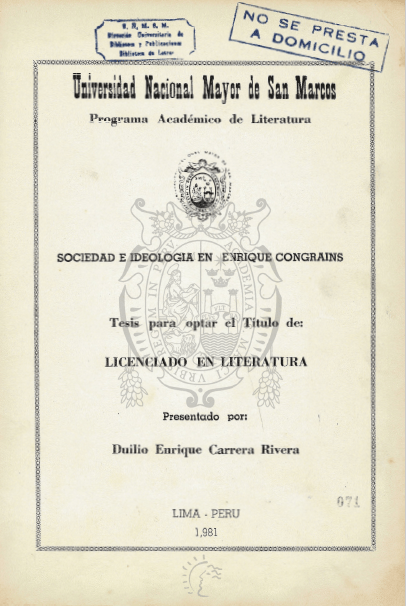 U. N. M. S. M.
Dirección Universitaria de
Biblioteca y Publicaciones
Biblioteca de Letras
NO SE PRESTA
A DOMICILIO
Universidad Nacional Mayor de San Marcos
Programa Académico de Literatura
SOCIEDAD E IDEOLOGIA EN ENRIQUE CONGRAINS
Tesis para optar el Título de:
LICENCIADO EN LITERATURA
Presentado por:
Duilio Enrique Carrera Rivera
071
LIMA - PERU
1,981